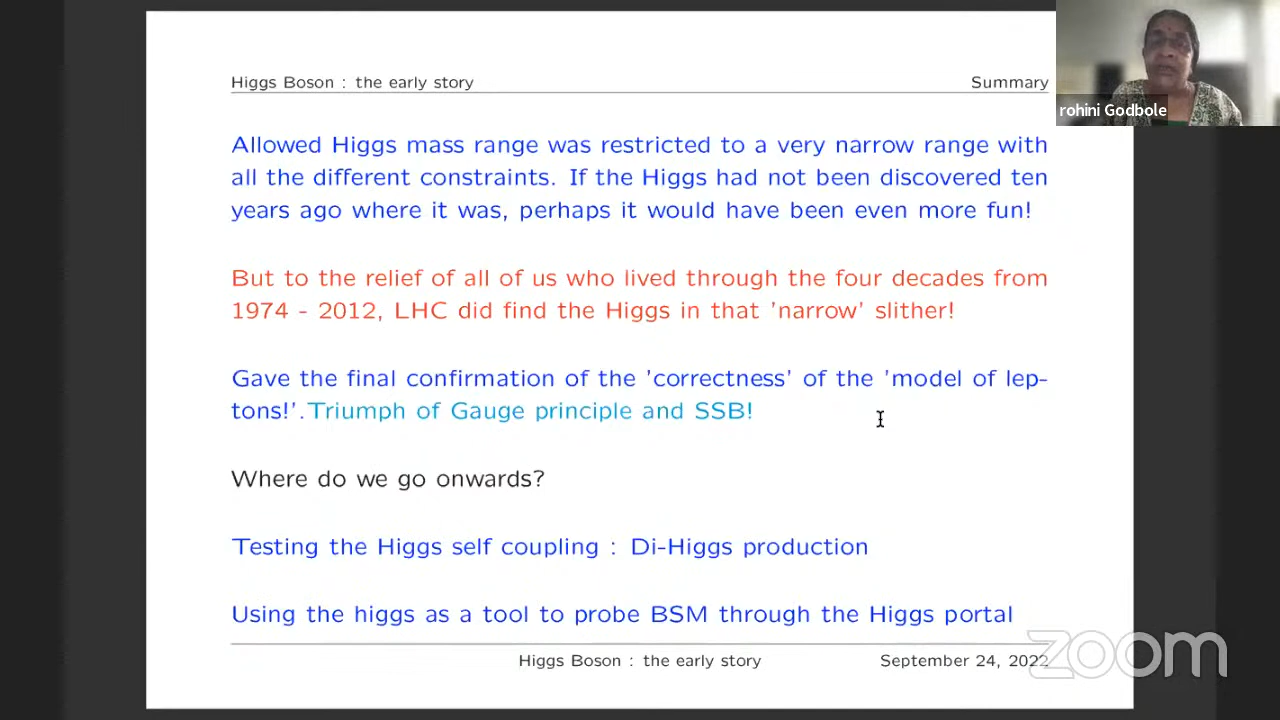 Higgs Boson : the early story Summary
rohini Godbole
Allowed Higgs mass range was restricted to a very narrow range with
all the different constraints. If the Higgs had not been discovered ten
years ago where it was, perhaps it would have been even more fun!
But to the relief of all of us who lived through the four decades from
1974 - 2012, LHC did find the Higgs in that 'narrow' slither!
Gave the final confirmation of the 'correctness' of the 'model of lep-
tons!'. Triumph of Gauge principle and SSB!
Where do we go onwards?
Testing the Higgs self coupling : Di-Higgs production
Using the higgs as a tool to probe BSM through the Higgs portal
Higgs Boson : the early story September 24, 2022
zoom